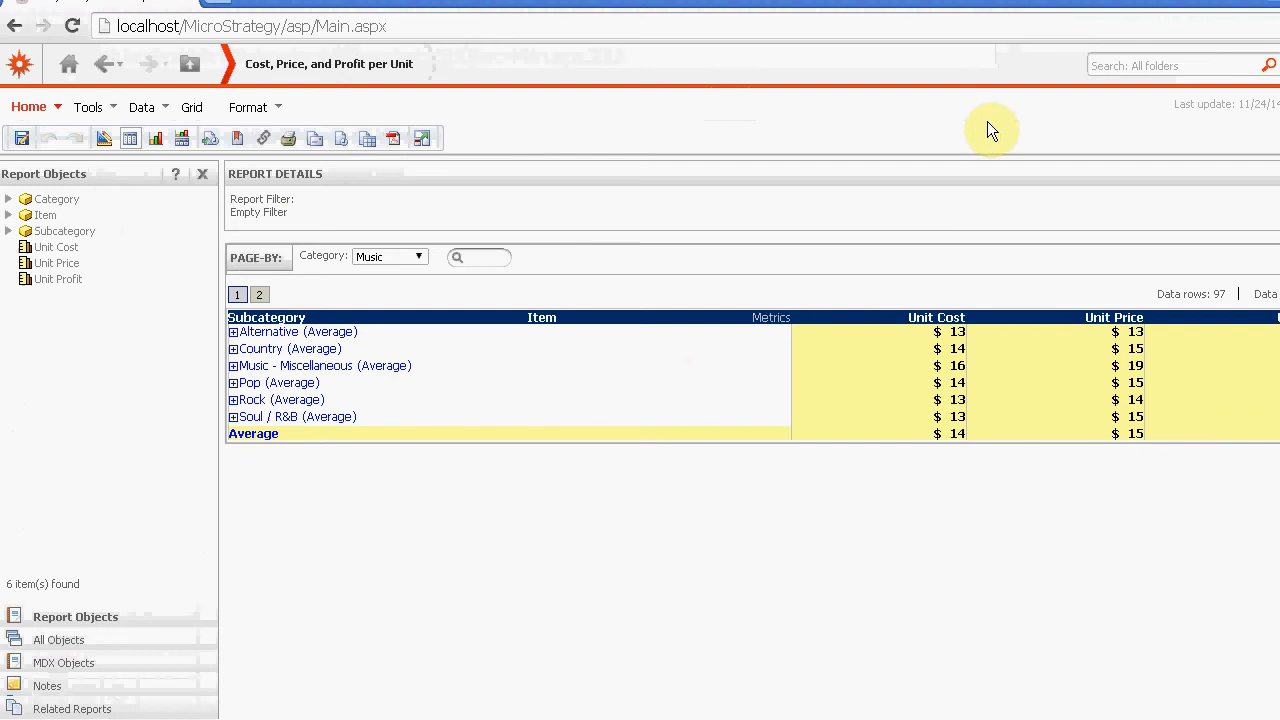 localhost/MicroStrategy/asp/Main.aspx
Cost, Price, and Profit per Unit
Search: All folders
Home Tools Data Grid Format
Last update: 11/24/14
Report Objects ?
REPORT DETAILS
Category
Item
Subcategory
Unit Cost
Unit Price
Unit Profit
Report Filter:
Empty Filter
PAGE-BY: Category: Music
1 2
Data rows: 97 Data
Subcategory Item Metrics Unit Cost Unit Price
Alternative (Average) $ 13 $ 13
Country (Average) $ 14 $ 15
Music - Miscellaneous (Average) $ 16 $ 19
Pop (Average) $ 14 $ 15
Rock (Average) $ 13 $ 14
Soul / R&B (Average) $ 13 $ 15
Average $ 14 $ 15
6 item(s) found
Report Objects
All Objects
MDX Objects
Notes
Related Reports